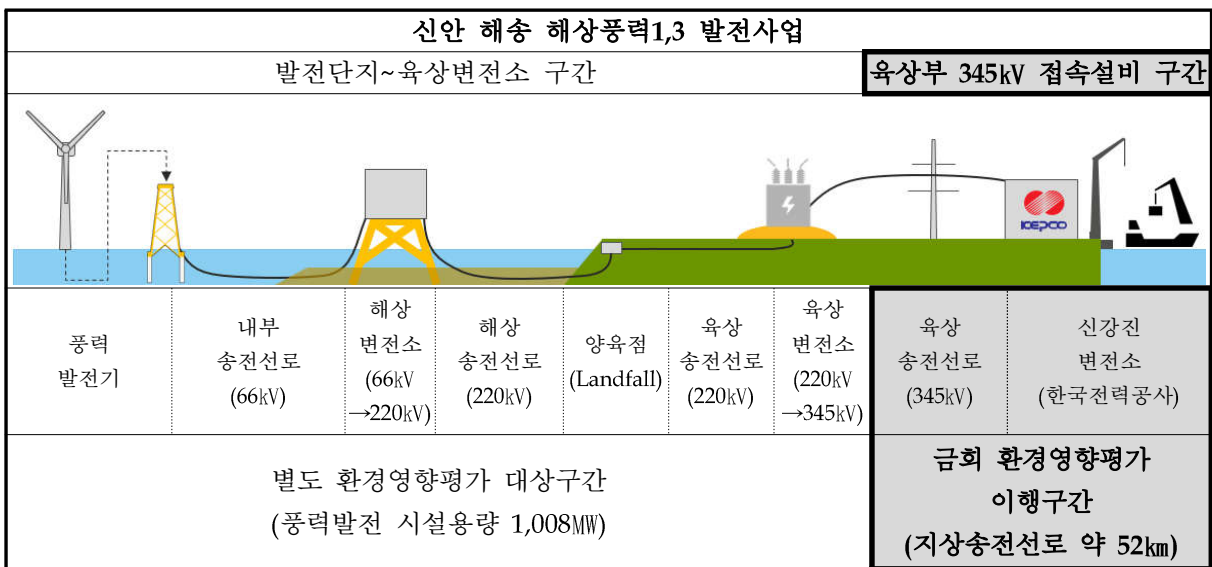 신안 해송 해상풍력1,3 발전사업
발전단지~육상변전소 구간
육상부 345kV 접속설비 구간
KEPCO
풍력
발전기
내부
송전선로
(66kV)
해상
변전소
(66kV
→220kV)
해상
송전선로
(220kV)
양육점
(Landfall)
육상
송전선로
(220kV)
육상
변전소
(220kV
→345kV)
육상
송전선로
(345kV)
신강진
변전소
(한국전력공사)
별도 환경영향평가 대상구간
(풍력발전 시설용량 1,008㎿)
금회 환경영향평가
이행구간
(지상송전선로 약 52㎞)